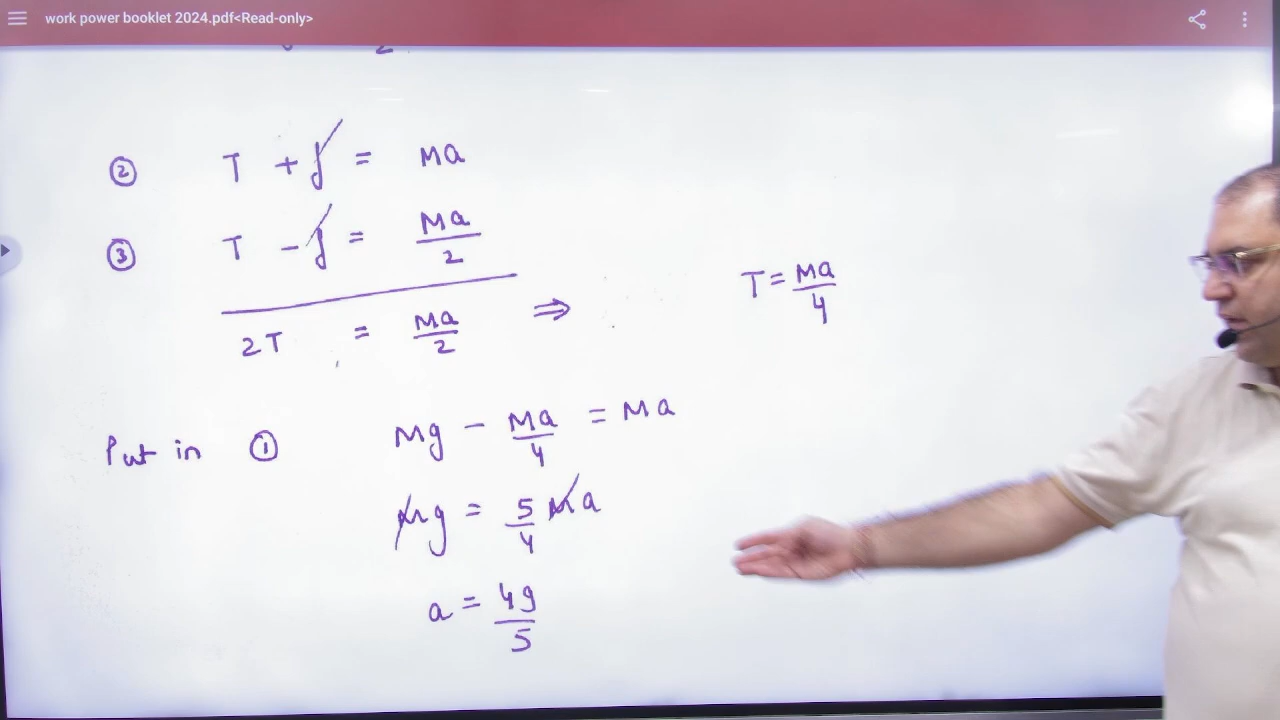 work power booklet 2024.pdf<Read-only>
② T + f = Ma
③ T - f = Ma/2
2T = Ma/2 ⇒ T = Ma/4
Put in ① Mg - Ma/4 = Ma
Mg = 5/4 Ma
a = 4g/5